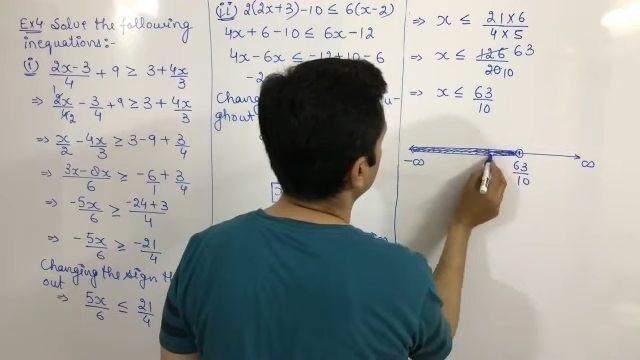 Ex4 Solve the following
inequations:-
(i) 2x-3/4 + 9 ≥ 3 + 4x/3
⇒ 2x/4 - 3/4 + 9 ≥ 3 + 4x/3
⇒ x/2 - 4x/3 ≥ 3 - 9 + 3/4
⇒ 3x - 8x/6 ≥ -6/1 + 3/4
⇒ -5x/6 ≥ -24+3/4
⇒ -5x/6 ≥ -21/4
Changing the sign th
out
⇒ 5x/6 ≤ 21/4
ii) 2(2x+3)-10 ≤ 6(x-2)
4x+6-10 ≤ 6x-12
4x-6x ≤ -12+10-6
-2
Chang
ghout
⇒ x ≤ 21×6/4×5
⇒ x ≤ 126/20 63/10
⇒ x ≤ 63/10
-∞ 63/10 ∞